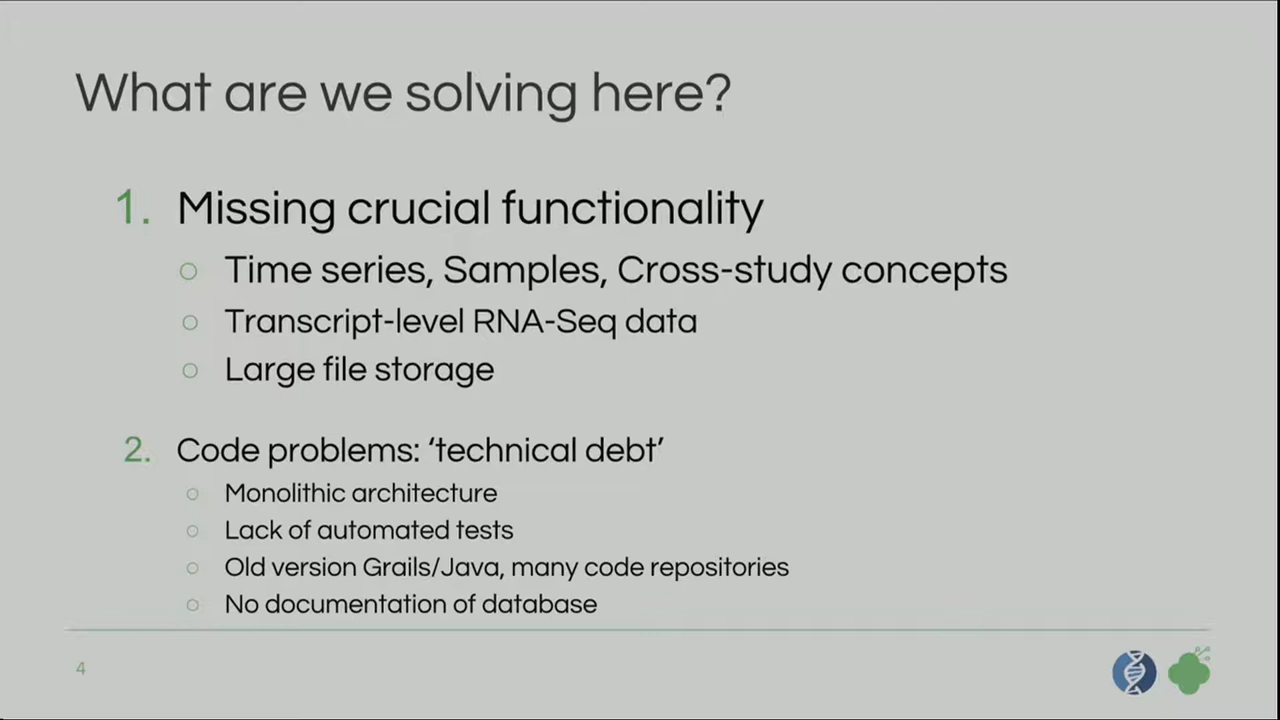 What are we solving here?
1. Missing crucial functionality
○ Time series, Samples, Cross-study concepts
○ Transcript-level RNA-Seq data
○ Large file storage
2. Code problems: ‘technical debt’
○ Monolithic architecture
○ Lack of automated tests
○ Old version Grails/Java, many code repositories
○ No documentation of database
4